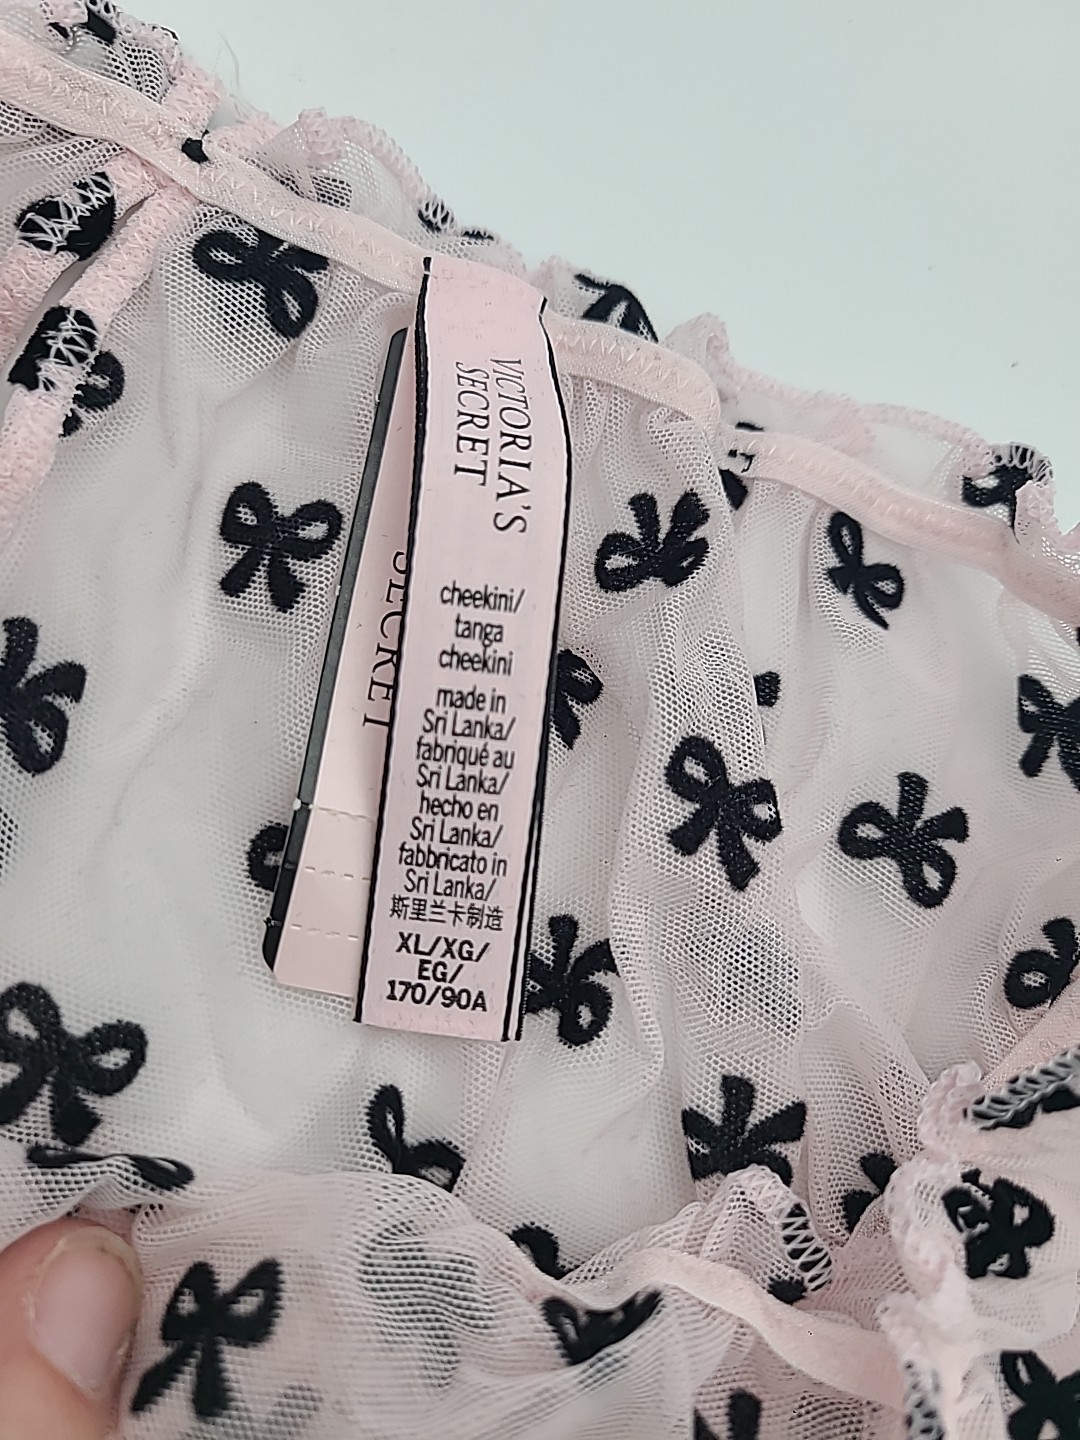 VICTORIA'S
SECRET
cheekini/
tanga
cheekini
made in
Sri Lanka/
fabriqué au
Sri Lanka/
hecho en
Sri Lanka/
fabbricato in
Sri Lanka/
斯里兰卡制造
XL/XG/
EG/
170/90A
SECRET